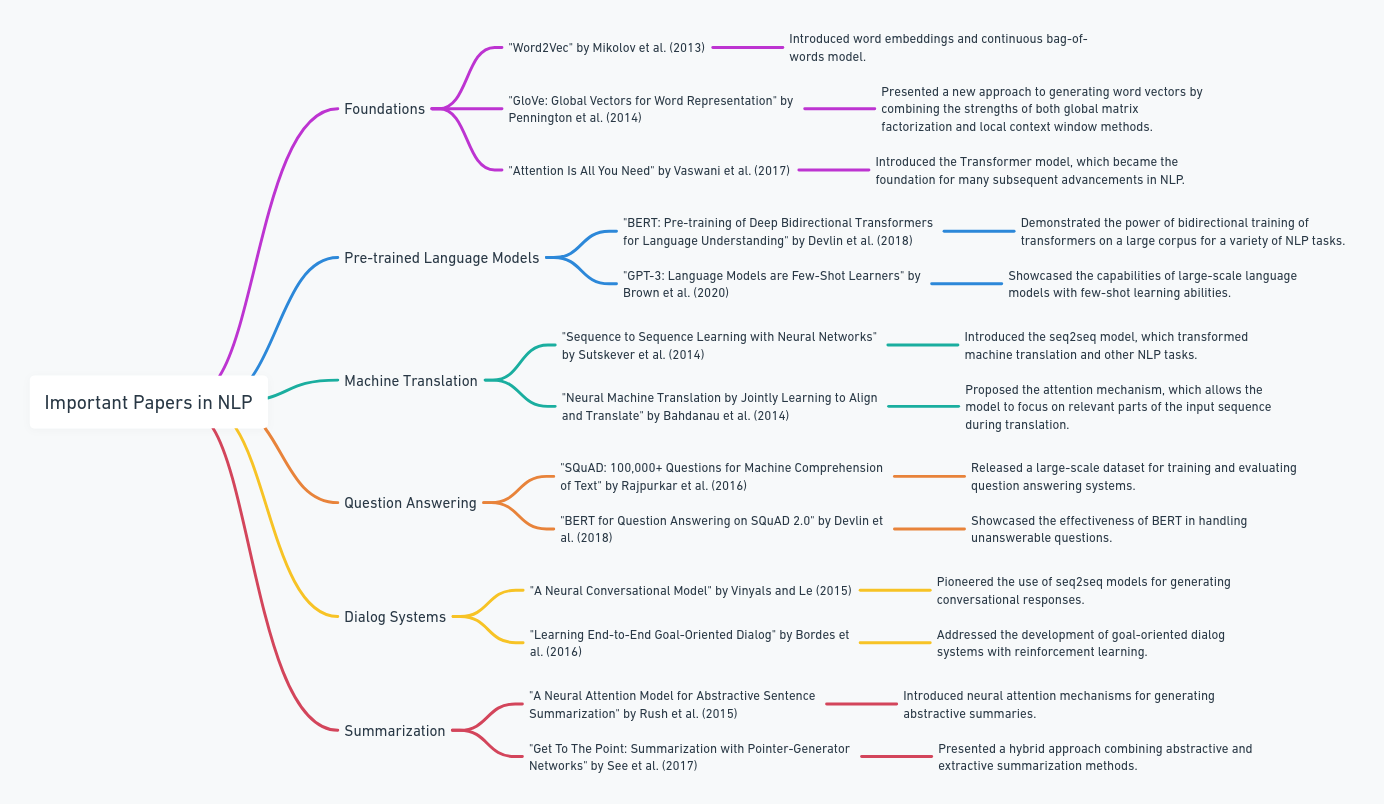 Important Papers in NLP
Foundations
"Word2Vec" by Mikolov et al. (2013)
Introduced word embeddings and continuous bag-of-
words model.
"GloVe: Global Vectors for Word Representation" by
Pennington et al. (2014)
Presented a new approach to generating word vectors by
combining the strengths of both global matrix
factorization and local context window methods.
"Attention Is All You Need" by Vaswani et al. (2017)
Introduced the Transformer model, which became the
foundation for many subsequent advancements in NLP.
Pre-trained Language Models
"BERT: Pre-training of Deep Bidirectional Transformers
for Language Understanding" by Devlin et al. (2018)
Demonstrated the power of bidirectional training of
transformers on a large corpus for a variety of NLP tasks.
"GPT-3: Language Models are Few-Shot Learners" by
Brown et al. (2020)
Showcased the capabilities of large-scale language
models with few-shot learning abilities.
Machine Translation
"Sequence to Sequence Learning with Neural Networks"
by Sutskever et al. (2014)
Introduced the seq2seq model, which transformed
machine translation and other NLP tasks.
"Neural Machine Translation by Jointly Learning to Align
and Translate" by Bahdanau et al. (2014)
Proposed the attention mechanism, which allows the
model to focus on relevant parts of the input sequence
during translation.
Question Answering
"SQuAD: 100,000+ Questions for Machine Comprehension
of Text" by Rajpurkar et al. (2016)
Released a large-scale dataset for training and evaluating
question answering systems.
"BERT for Question Answering on SQuAD 2.0" by Devlin et
al. (2018)
Showcased the effectiveness of BERT in handling
unanswerable questions.
Dialog Systems
"A Neural Conversational Model" by Vinyals and Le (2015)
Pioneered the use of seq2seq models for generating
conversational responses.
"Learning End-to-End Goal-Oriented Dialog" by Bordes et
al. (2016)
Addressed the development of goal-oriented dialog
systems with reinforcement learning.
Summarization
"A Neural Attention Model for Abstractive Sentence
Summarization" by Rush et al. (2015)
Introduced neural attention mechanisms for generating
abstractive summaries.
"Get To The Point: Summarization with Pointer-Generator
Networks" by See et al. (2017)
Presented a hybrid approach combining abstractive and
extractive summarization methods.